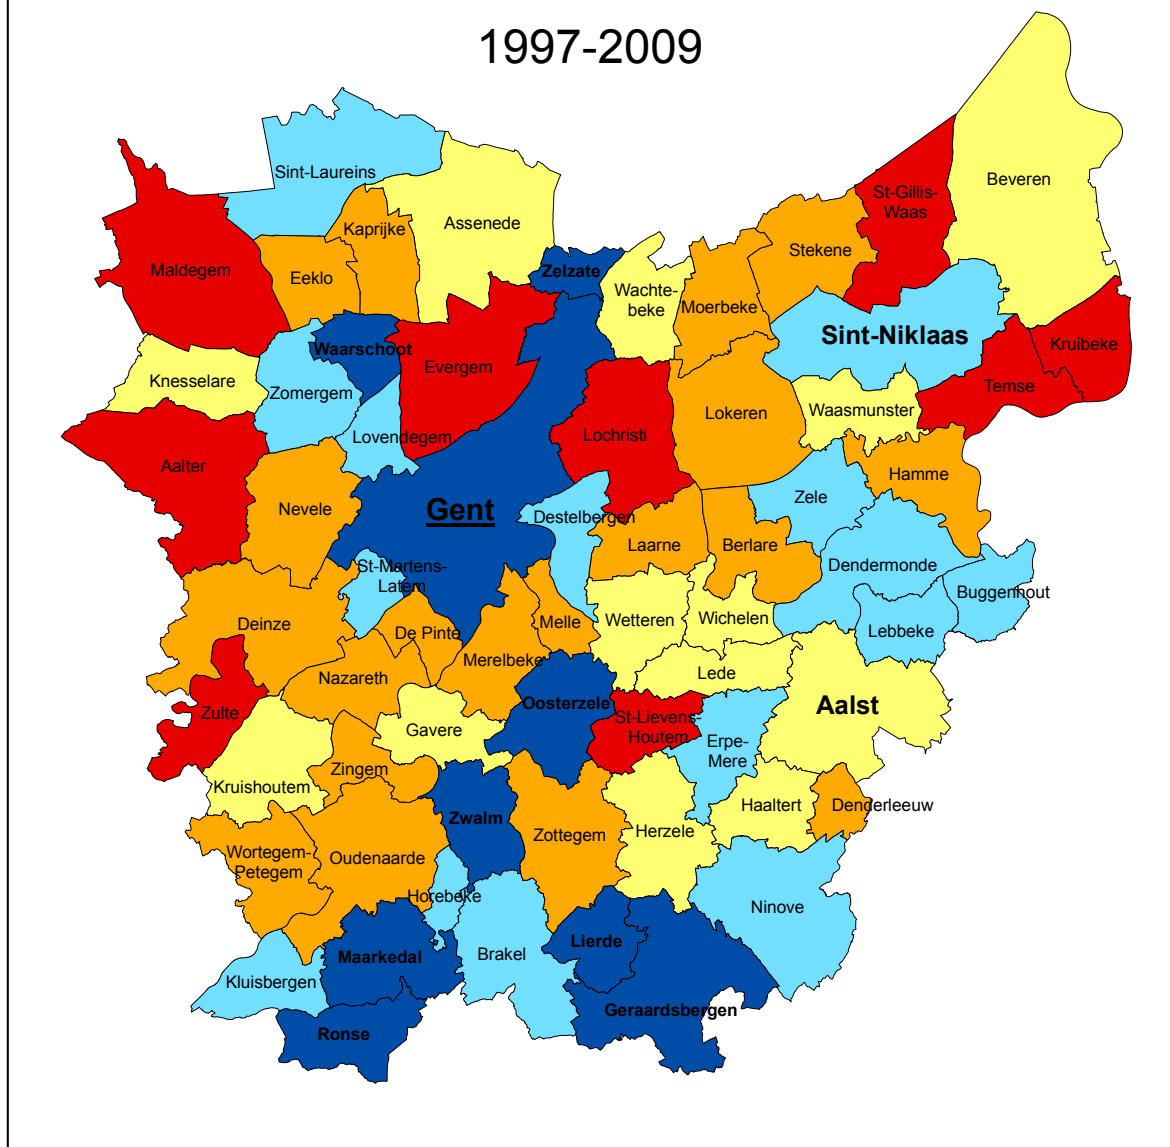 1997-2009
Sint-Laureins
Beveren
St-Gillis-
Waas
Assenede
Kaprijke
Stekene
Maldegem
Eeklo
Zelzate
Wachte-
beke
Moerbeke
Sint-Niklaas
Kruibeke
Waarschoot
Evergem
Knesselare
Zomergem
Temse
Lokeren
Waasmunster
Lovendegem
Lochristi
Aalter
Hamme
Nevele
Gent
Destelbergen
Zele
Laarne
Berlare
St-Martens-
Latem
Dendermonde
Buggenhout
Deinze
De Pinte
Melle
Wetteren
Wichelen
Lebbeke
Merelbeke
Nazareth
Lede
Oosterzele
Aalst
Zulte
St-Lievens-
Houtem
Gavere
Erpe-
Mere
Zingem
Kruishoutem
Haaltert
Denderleeuw
Zwalm
Zottegem
Herzele
Wortegem-
Petegem
Oudenaarde
Horebeke
Ninove
Lierde
Maarkedal
Brakel
Kluisbergen
Geraardsbergen
Ronse